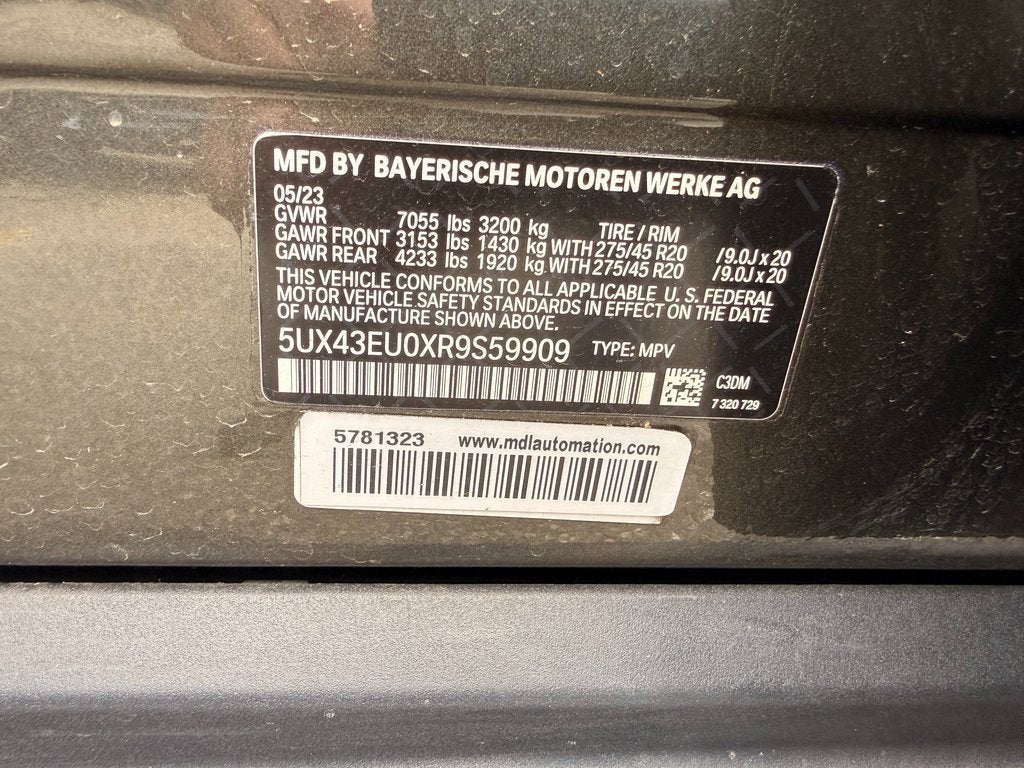 MFD BY BAYERISCHE MOTOREN WERKE AG
05/23
GVWR 7055 lbs 3200 kg TIRE / RIM
GAWR FRONT 3153 lbs 1430 kg WITH 275/45 R20 / 9.0J x 20
GAWR REAR 4233 lbs 1920 kg WITH 275/45 R20 / 9.0J x 20
THIS VEHICLE CONFORMS TO ALL APPLICABLE U. S. FEDERAL
MOTOR VEHICLE SAFETY STANDARDS IN EFFECT ON THE DATE
OF MANUFACTURE SHOWN ABOVE.
5UX43EU0XR9S59909 TYPE: MPV
C3DM
7 320 729
5781323 www.mdlautomation.com